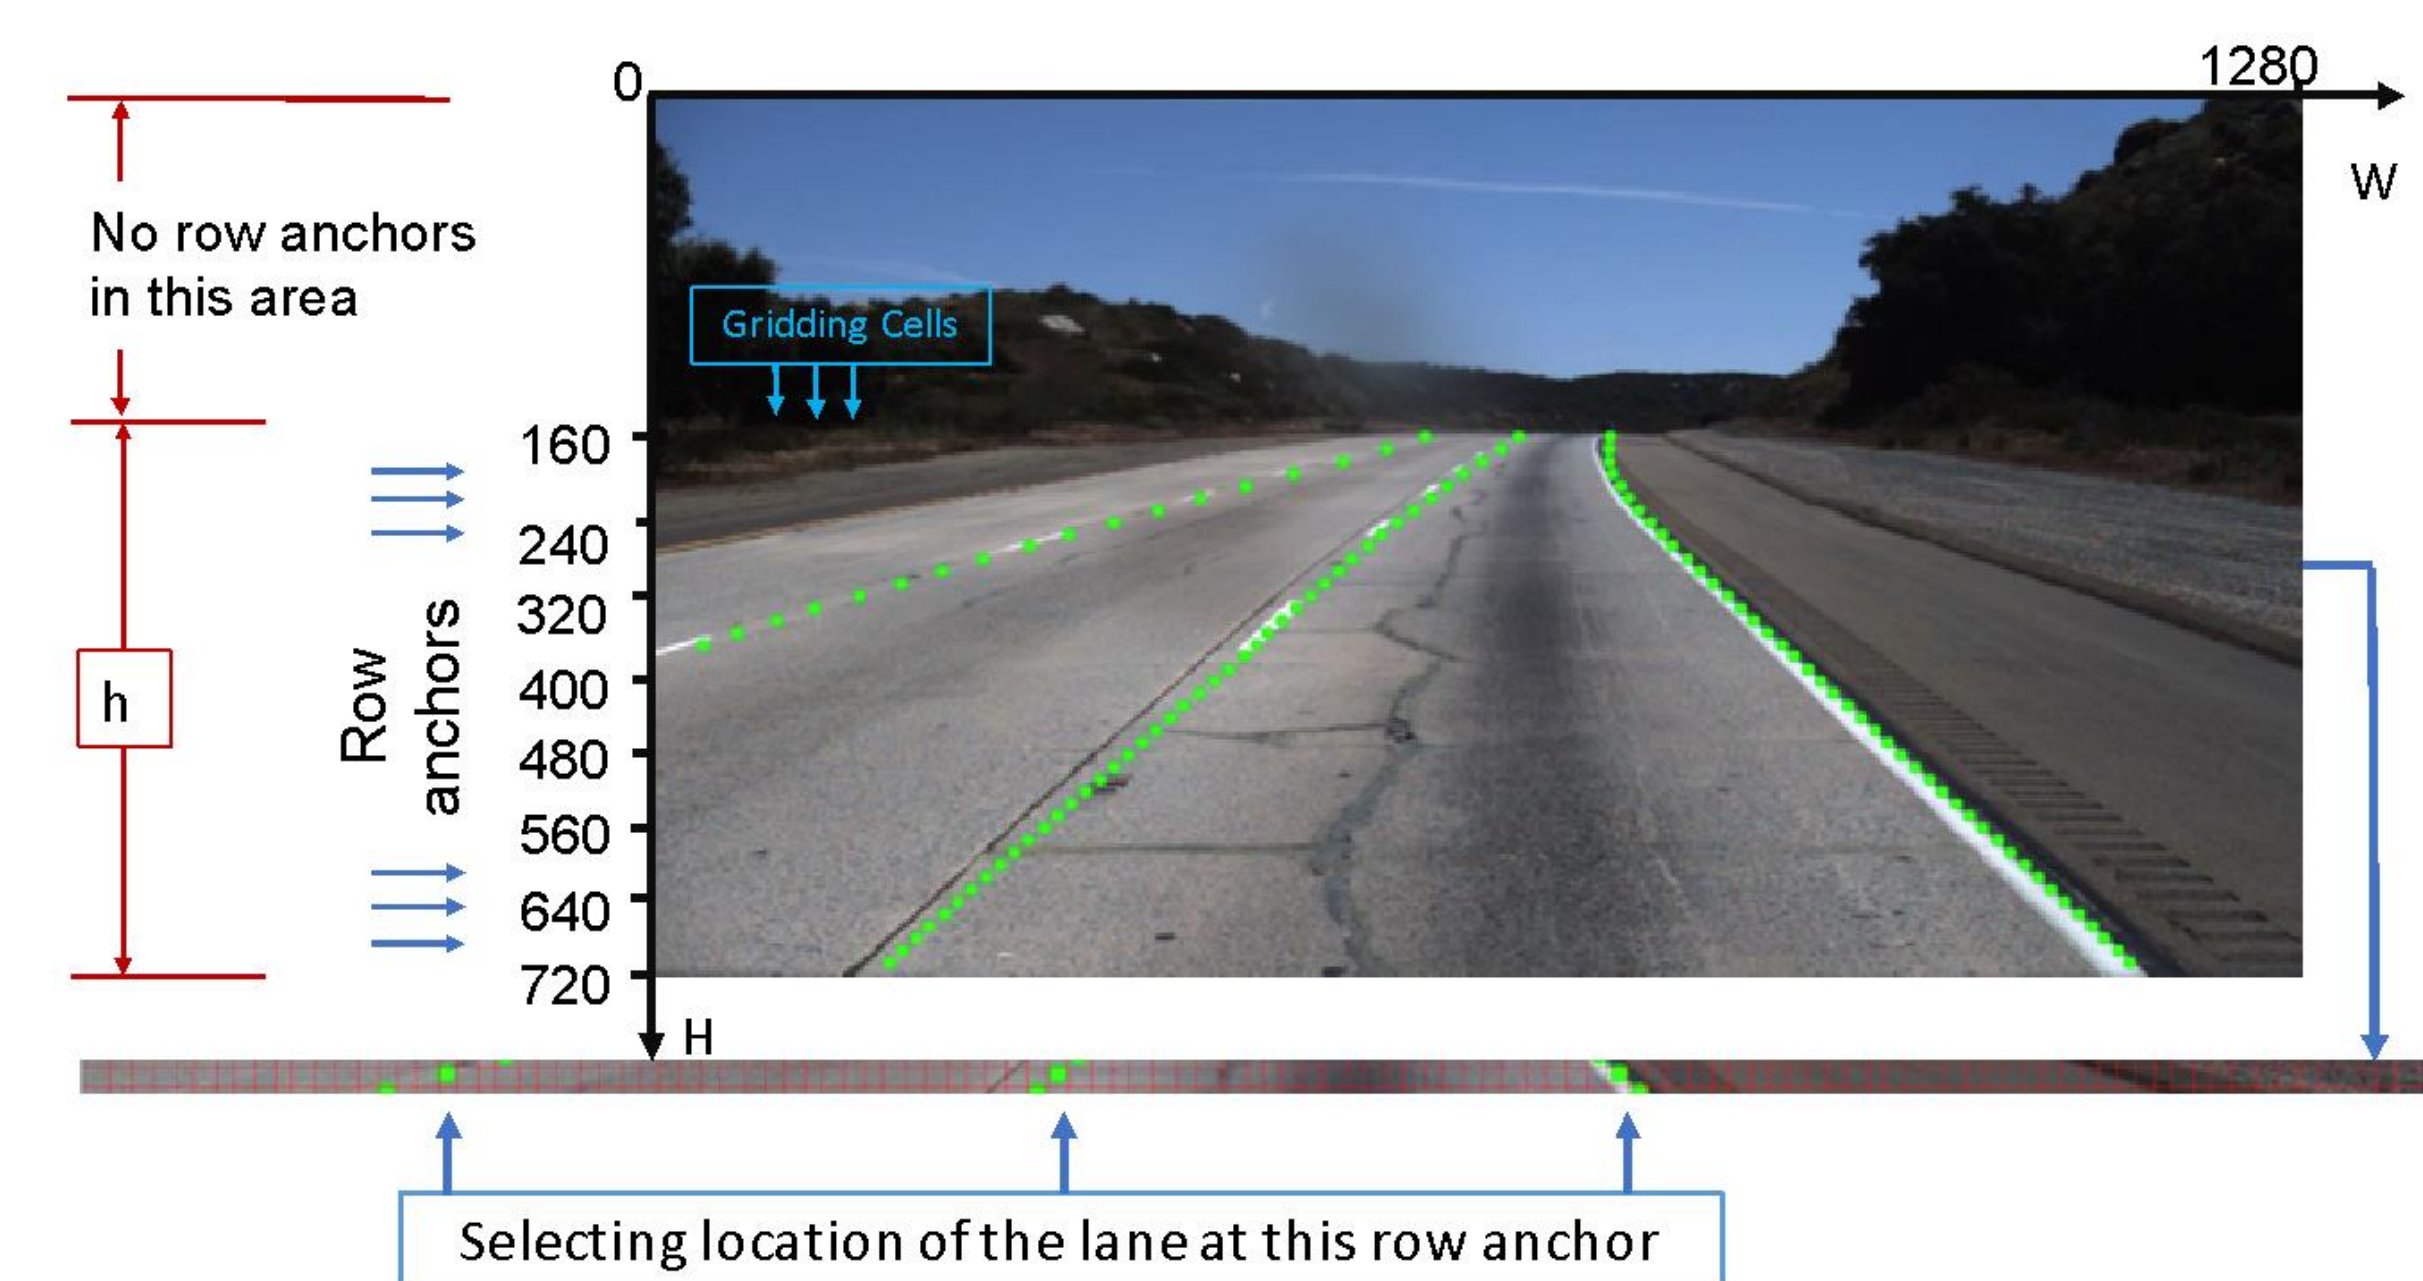 0
1280
W
No row anchors
in this area
Gridding Cells
160
240
320
400
480
560
640
720
Row
anchors
h
H
Selecting location of the lane at this row anchor